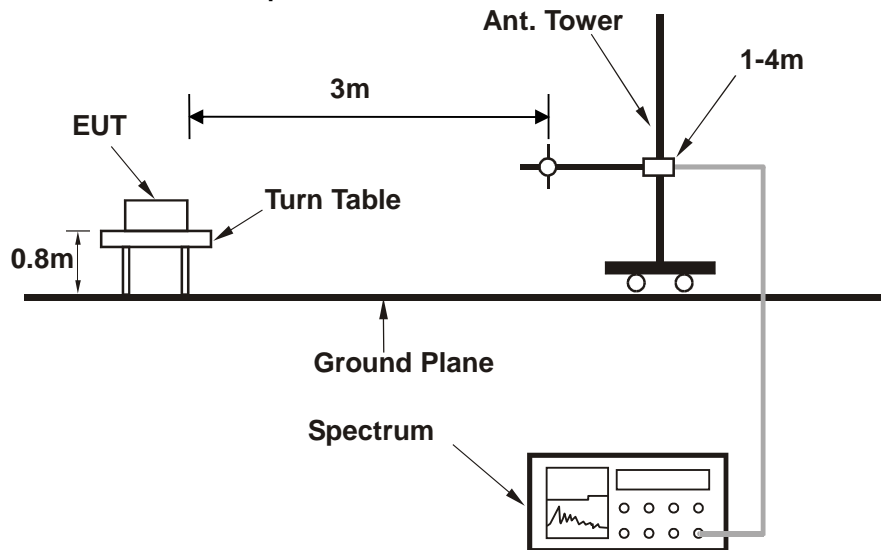 Ant. Tower
1-4m
3m
EUT
Turn Table
0.8m
Ground Plane
Spectrum